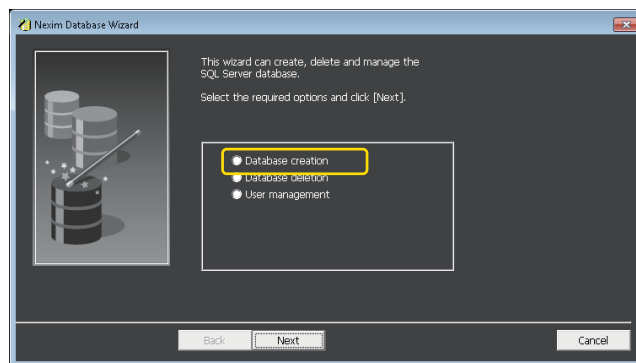 Nexim Database Wizard
This wizard can create, delete and manage the
SQL Server database.
Select the required options and click [Next].
Database creation
Database deletion
User management
Back
Next
Cancel